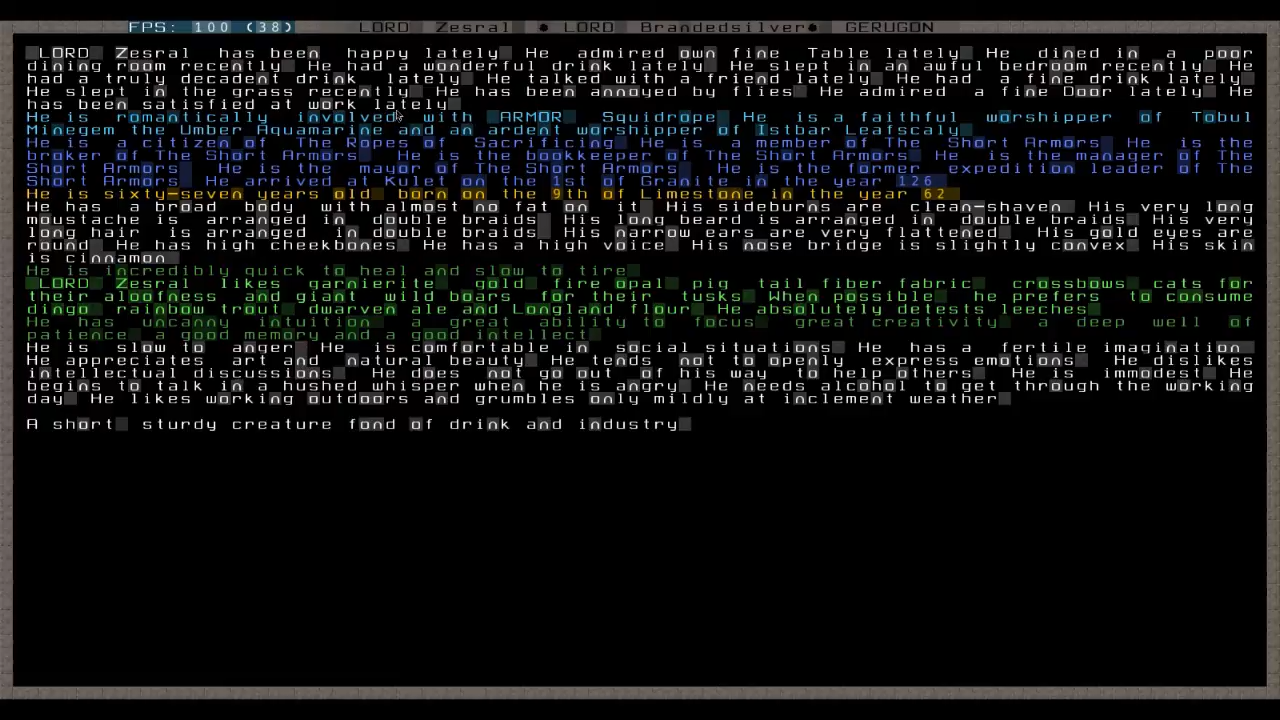 FPS: 100 (38) LORD Zesral LORD Brandedsilver GERUGON
LORD Zesral has been happy lately He admired own fine Table lately He dined in a poor
dining room recently He had a wonderful drink lately He slept in an awful bedroom recently He
had a truly decadent drink lately He talked with a friend lately He had a fine drink lately He
He slept in the grass recently He has been annoyed by flies He admired a fine Door lately He
has been satisfied at work lately
He is romantically involved with ARMOR Squidrope He is a faithful worshipper of Tobul
Minegem the Umber Aquamarine and an ardent worshipper of Istbar Leafscaly
He is a citizen of The Ropes of Sacrificing He is a member of The Short Armors He is the
broker of The Short Armors He is the bookkeeper of The Short Armors He is the manager of The
Short Armors He is the mayor of The Short Armors He is the former expedition leader of The
Short Armors He arrived at Kulet on the 1st of Granite in the year 126
He is sixty-seven years old born on the 9th of Limestone in the year 62
He has a broad body with almost no fat on it His sideburns are clean-shaven His very long
moustache is arranged in double braids His long beard is arranged in double braids His very
long hair is arranged in double braids His narrow ears are very flattened His gold eyes are
round He has high cheekbones He has a high voice His nose bridge is slightly convex His skin
is cinnamon
He is incredibly quick to heal and slow to tire
LORD Zesral likes garnierite gold fire opal pig tail fiber fabric crossbows cats for
their aloofness and giant wild boars for their tusks When possible he prefers to consume
dingo rainbow trout dwarven ale and Longland flour He absolutely detests leeches
He has uncanny intuition a great ability to focus great creativity a deep well of
patience a good memory and a good intellect
He is slow to anger He is comfortable in social situations He has a fertile imagination
He appreciates art and natural beauty He tends not to openly express emotions He dislikes
intellectual discussions He does not go out of his way to help others He is immodest He
begins to talk in a hushed whisper when he is angry He needs alcohol to get through the working
day He likes working outdoors and grumbles only mildly at inclement weather
A short sturdy creature fond of drink and industry